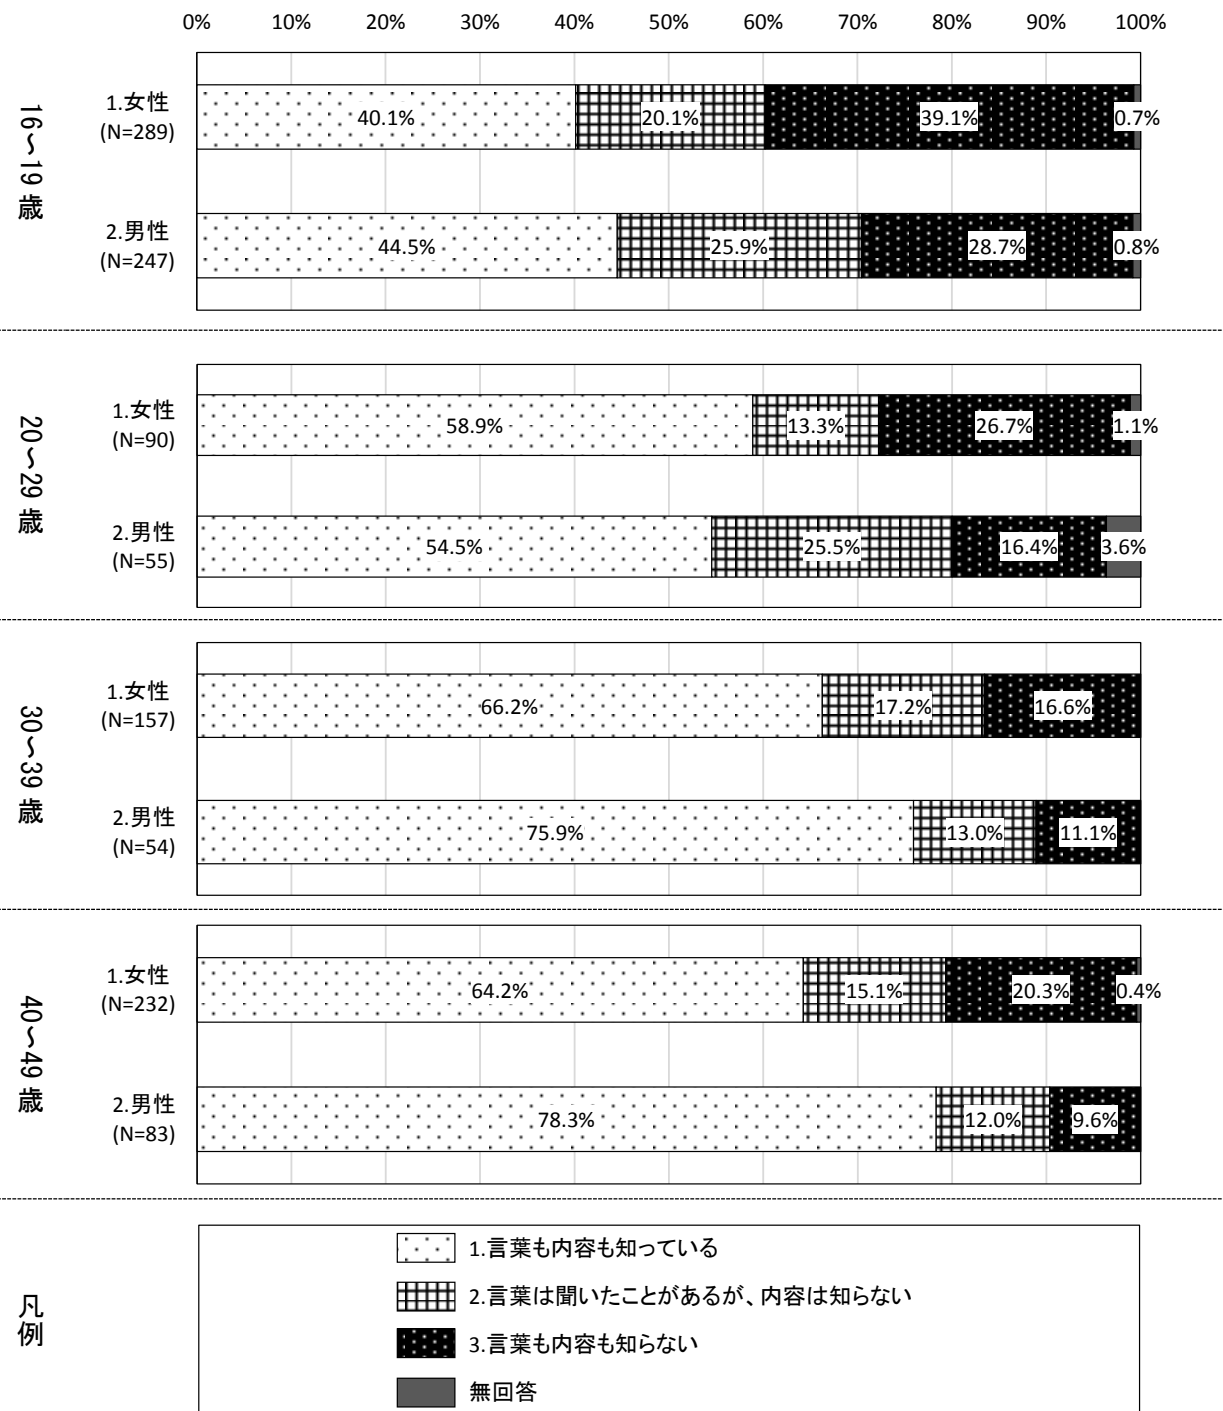 0% 10% 20% 30% 40% 50% 60% 70% 80% 90% 100%
16～19歳
1.女性
(N=289)
40.1% 20.1% 39.1% 0.7%
2.男性
(N=247)
44.5% 25.9% 28.7% 0.8%
20～29歳
1.女性
(N=90)
58.9% 13.3% 26.7% 1.1%
2.男性
(N=55)
54.5% 25.5% 16.4% 3.6%
30～39歳
1.女性
(N=157)
66.2% 17.2% 16.6%
2.男性
(N=54)
75.9% 13.0% 11.1%
40～49歳
1.女性
(N=232)
64.2% 15.1% 20.3% 0.4%
2.男性
(N=83)
78.3% 12.0% 9.6%
凡例
1.言葉も内容も知っている
2.言葉は聞いたことがあるが、内容は知らない
3.言葉も内容も知らない
無回答